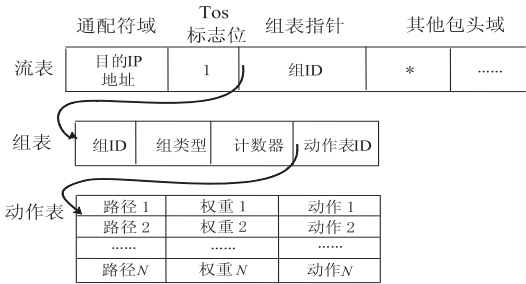 通配符域 Tos标志位 组表指针 其他包头域
流表 目的IP地址 1 组ID * ……
组表 组ID 组类型 计数器 动作表ID
动作表 路径 1 权重 1 动作 1
路径 2 权重 2 动作 2
…… …… ……
路径N 权重N 动作N